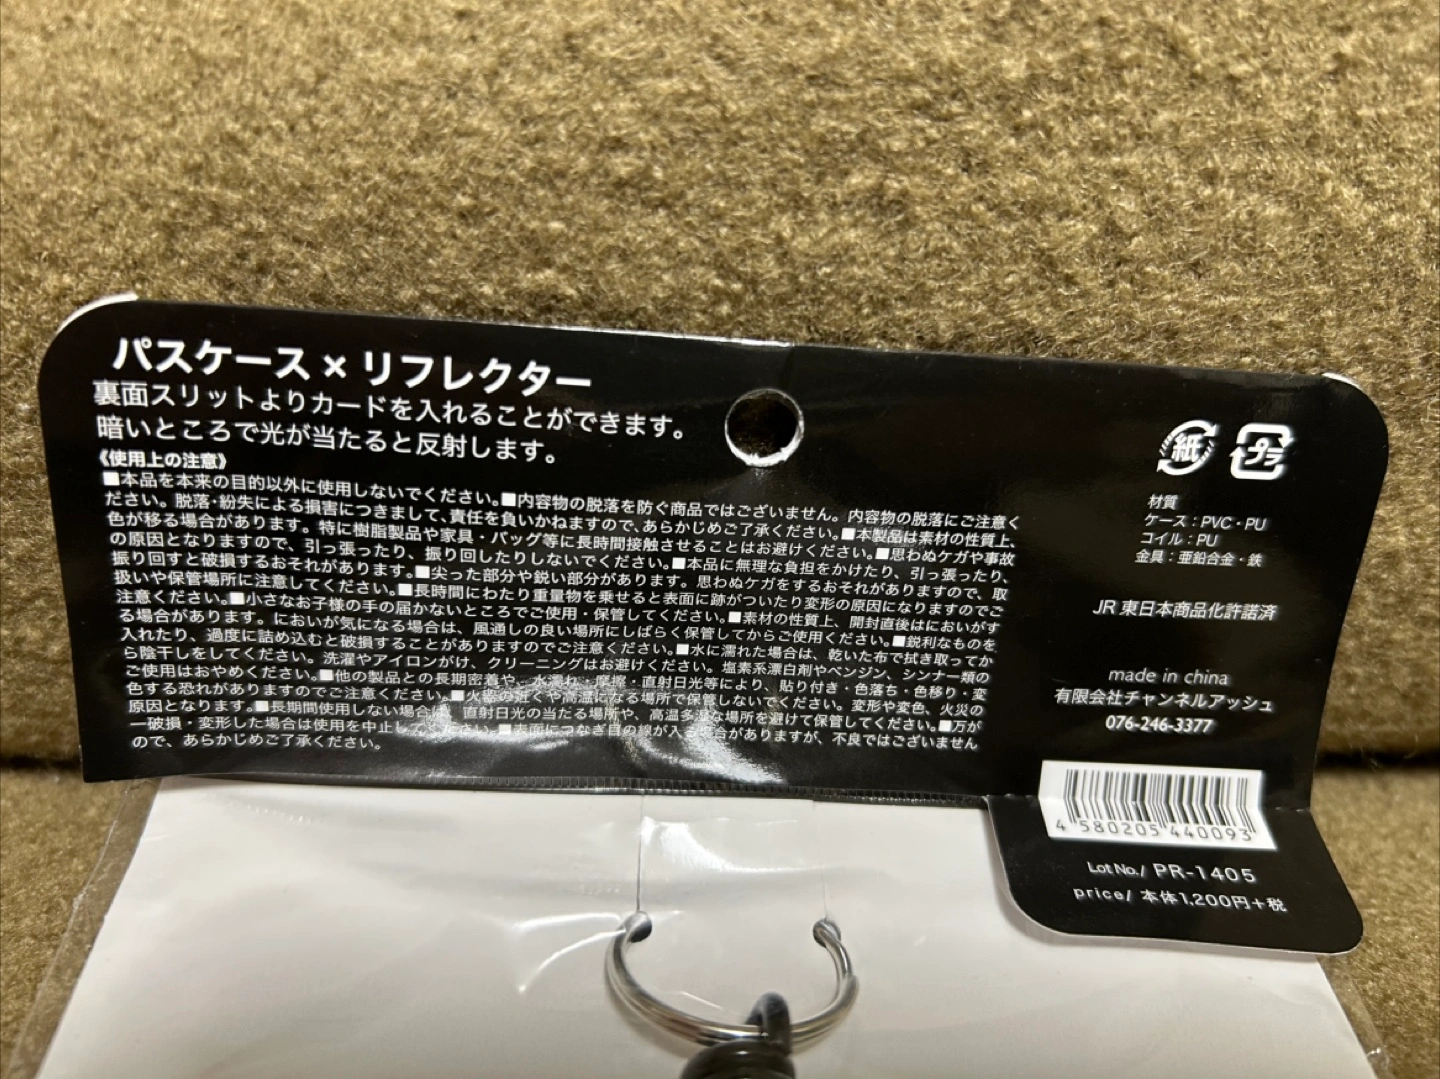 パスケース×リフレクター
裏面スリットよりカードを入れることができます。
暗いところで光が当たると反射します。
《使用上の注意》
■本品を本来の目的以外に使用しないでください。■内容物の脱落を防ぐ商品ではございません。内容物の脱落にご注意く
ださい。脱落・紛失による損害につきまして、責任を負いかねますので、あらかじめご了承ください。■本製品は素材の性質上、
色が移る場合があります。特に樹脂製品や家具・バッグ等に長時間接触させることはお避けください。■思わぬケガや事故
の原因となりますので、引っ張ったり、振り回したりしないでください。■本品に無理な負担をかけたり、引っ張ったり、
振り回すと破損するおそれがあります。■尖った部分や鋭い部分があります。思わぬケガをするおそれがありますので、取
扱いや保管場所に注意してください。■長時間にわたり重量物を乗せると表面に跡がついたり変形の原因になりますのでご
注意ください。■小さなお子様の手の届かないところでご使用・保管してください。■素材の性質上、開封直後はにおいがす
る場合があります。においが気になる場合は、風通しの良い場所にしばらく保管してからご使用ください。■鋭利なものを
入れたり、過度に詰め込むと破損することがありますのでご注意ください。■水に濡れた場合は、乾いた布で拭き取ってか
ら陰干しをしてください。洗濯やアイロンがけ、クリーニングはお避けください。塩素系漂白剤やベンジン、シンナー類の
ご使用はおやめください。■他の製品との長期密着や、水濡れ・摩擦・直射日光等により、貼り付き・色落ち・色移り・変
色する恐れがありますのでご注意ください。■火器の近くや高温になる場所で保管しないでください。変形や変色、火災の
原因となります。■長期間使用しない場合は、直射日光の当たる場所や、高温多湿な場所を避けて保管してください。■万が
一破損・変形した場合は使用を中止してください。■表面につなぎ目の線が入る場合がありますが、不良ではございません
ので、あらかじめご了承ください。
紙 プラ
材質
ケース：PVC・PU
コイル：PU
金具：亜鉛合金・鉄
JR東日本商品化許諾済
made in china
有限会社チャンネルアッシュ
076-246-3377
4 580205 440093
Lot No./ PR-1405
price/ 本体1,200円+税